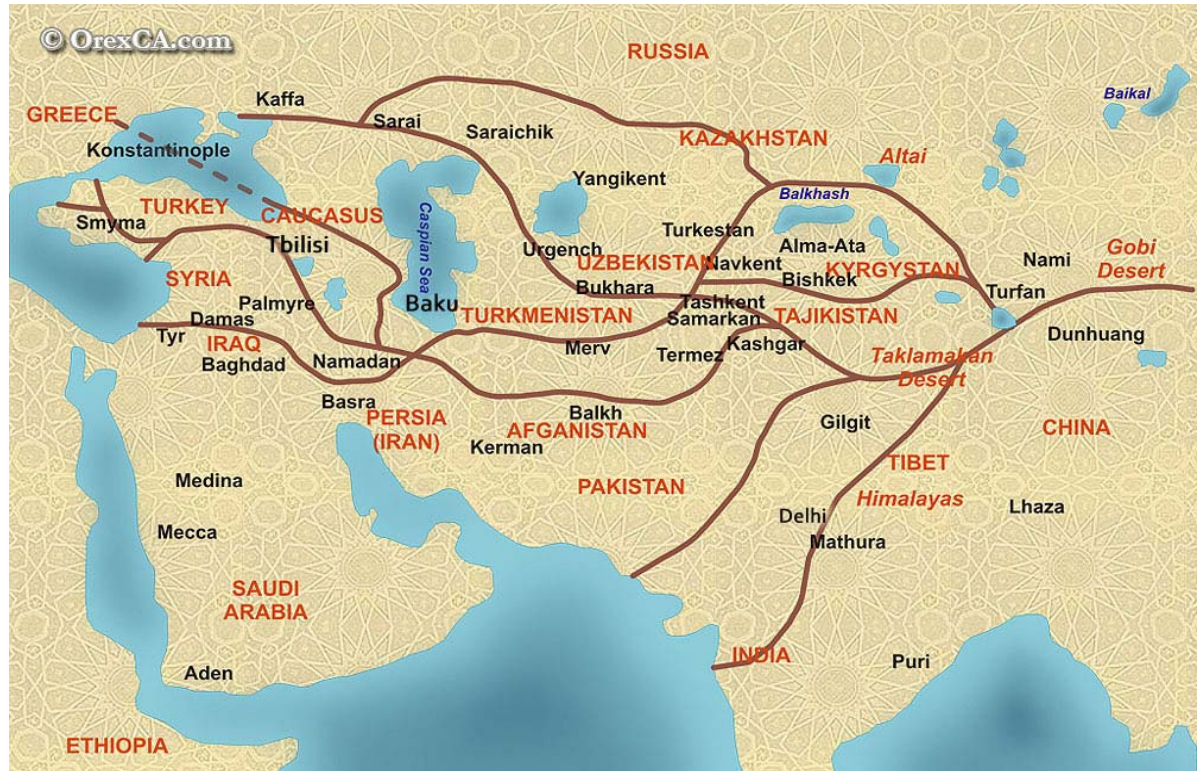 © OrexCA.com
RUSSIA
Baikal
Kaffa
GREECE
Sarai
Saraichik
KAZAKHSTAN
Konstantinople
Altai
Yangikent
Balkhash
TURKEY
CAUCASUS
Smyma
Caspian Sea
Turkestan
Tbilisi
Alma-Ata
Urgench
UZBEKISTAN
Navkent
KYRGYSTAN
Nami
Gobi
Desert
SYRIA
Bishkek
Bukhara
Turfan
Palmyre
Baku
Tashkent
Damas
TURKMENISTAN
Samarkan
TAJIKISTAN
Tyr
IRAQ
Merv
Kashgar
Dunhuang
Baghdad
Namadan
Termez
Taklamakan
Desert
Basra
PERSIA
(IRAN)
Balkh
AFGANISTAN
Gilgit
CHINA
Kerman
TIBET
Medina
PAKISTAN
Himalayas
Lhaza
Delhi
Mecca
Mathura
SAUDI
ARABIA
INDIA
Puri
Aden
ETHIOPIA